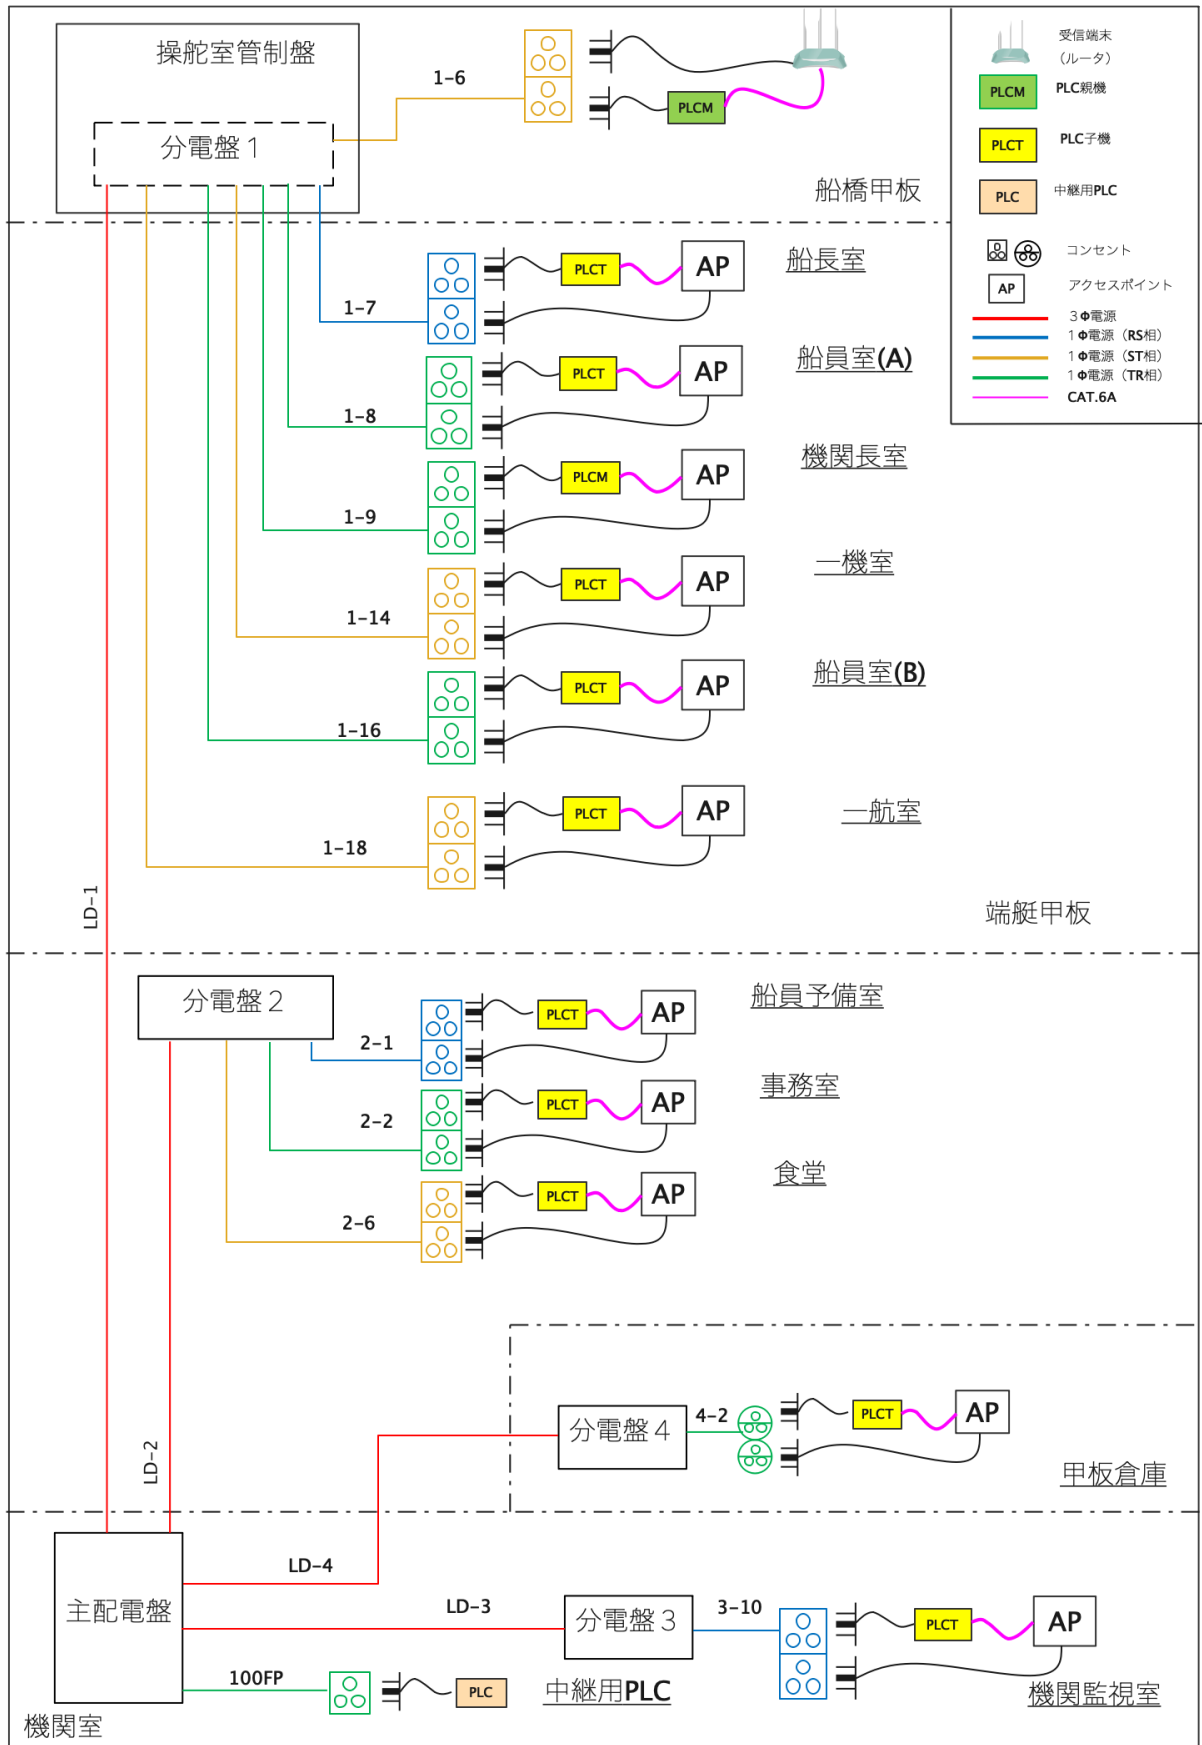 操舵室管制盤
分電盤１
1-6
PLCM
船橋甲板
受信端末
(ルータ)
PLCM
PLC親機
PLCT
PLC子機
PLC
中継用PLC
コンセント
AP
アクセスポイント
３Φ電源
１Φ電源（RS相）
１Φ電源（ST相）
１Φ電源（TR相）
CAT.6A
1-7
PLCT
AP
船長室
1-8
PLCT
AP
船員室(A)
1-9
PLCM
AP
機関長室
1-14
PLCT
AP
一機室
1-16
PLCT
AP
船員室(B)
1-18
PLCT
AP
一航室
LD-1
端艇甲板
分電盤２
2-1
PLCT
AP
船員予備室
2-2
PLCT
AP
事務室
2-6
PLCT
AP
食堂
LD-2
分電盤４
4-2
PLCT
AP
甲板倉庫
主配電盤
LD-4
LD-3
分電盤３
3-10
PLCT
AP
機関監視室
100FP
PLC
中継用PLC
機関室